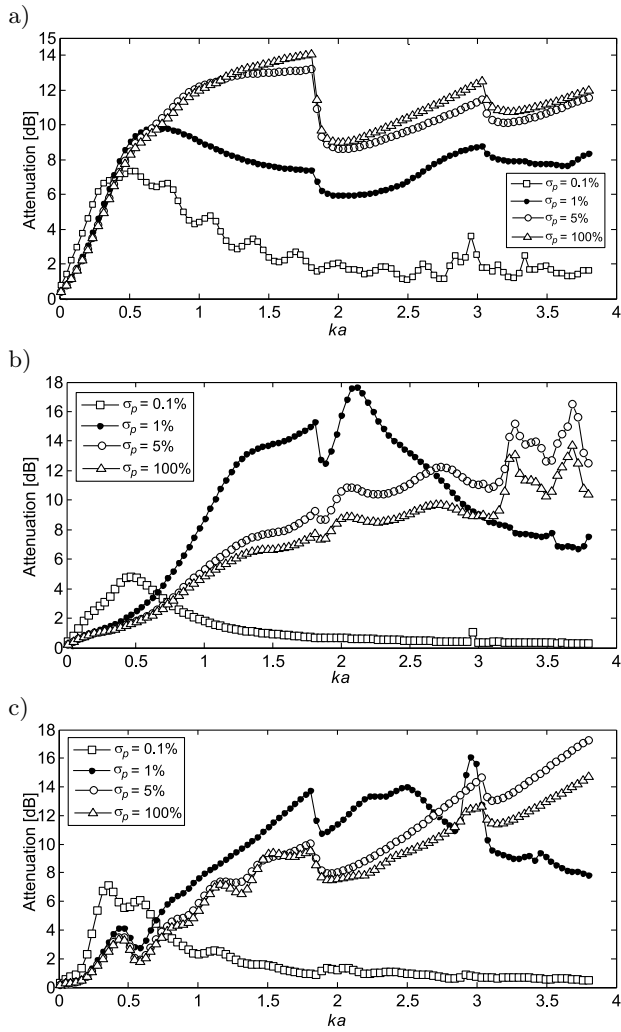 a)
15
14
12
10
8
6
4
2
0
Attenuation [dB]
σp = 0.1%
σp = 1%
σp = 5%
σp = 100%
0 0.5 1 1.5 2 2.5 3 3.5 4
ka
b)
18
16
14
12
10
8
6
4
2
0
Attenuation [dB]
σp = 0.1%
σp = 1%
σp = 5%
σp = 100%
0 0.5 1 1.5 2 2.5 3 3.5 4
ka
c)
18
16
14
12
10
8
6
4
2
0
Attenuation [dB]
σp = 0.1%
σp = 1%
σp = 5%
σp = 100%
0 0.5 1 1.5 2 2.5 3 3.5 4
ka